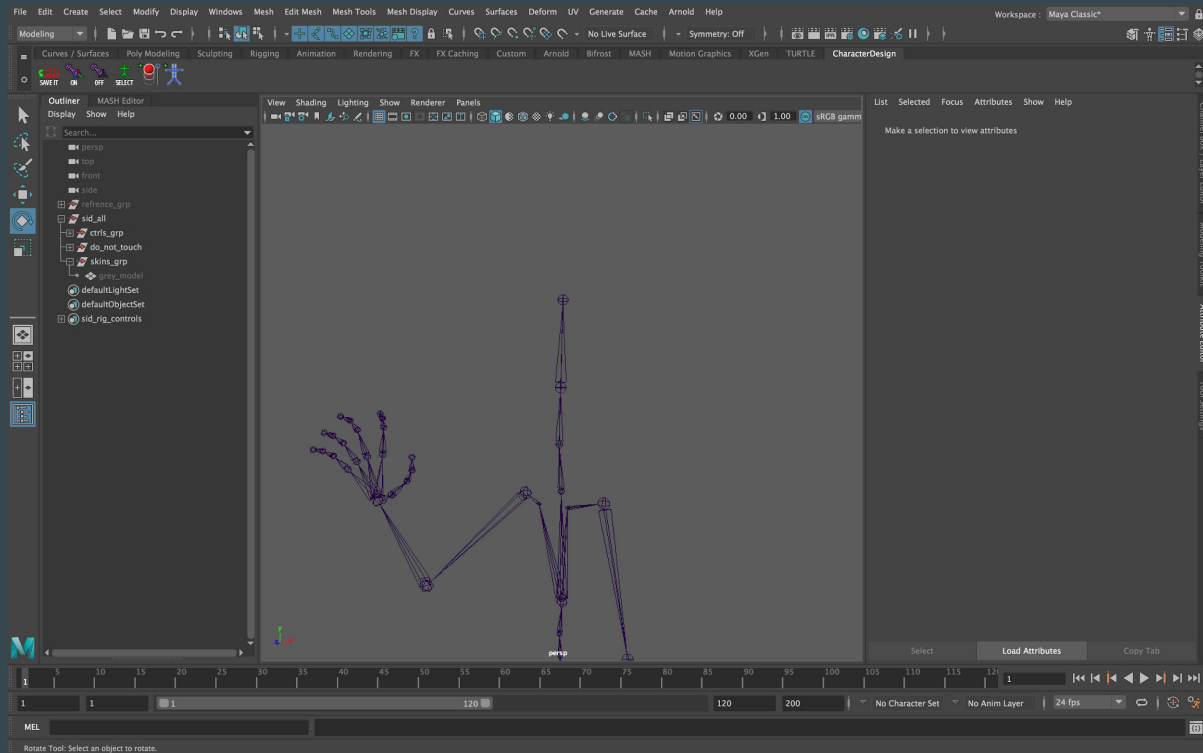 File Edit Create Select Modify Display Windows Mesh Edit Mesh Mesh Tools Mesh Display Curves Surfaces Deform UV Generate Cache Arnold Help
Workspace : Maya Classic*
Modeling No Live Surface Symmetry: Off
Curves / Surfaces Poly Modeling Sculpting Rigging Animation Rendering FX FX Caching Custom Arnold Bifrost MASH Motion Graphics XGen TURTLE CharacterDesign
SAVE IT ON OFF SELECT
Outliner MASH Editor
Display Show Help
Search...
persp
top
front
side
refrence_grp
sid_all
ctrls_grp
do_not_touch
skins_grp
grey_model
defaultLightSet
defaultObjectSet
sid_rig_controls
View Shading Lighting Show Renderer Panels
0.00 1.00 sRGB gamm
y
persp
List Selected Focus Attributes Show Help
Make a selection to view attributes
Attribute Editor
Select Load Attributes Copy Tab
1 5 10 15 20 25 30 35 40 45 50 55 60 65 70 75 80 85 90 95 100 105 110 115 12 1
1 1 1 120 120 200 No Character Set No Anim Layer 24 fps
MEL
Rotate Tool: Select an object to rotate.